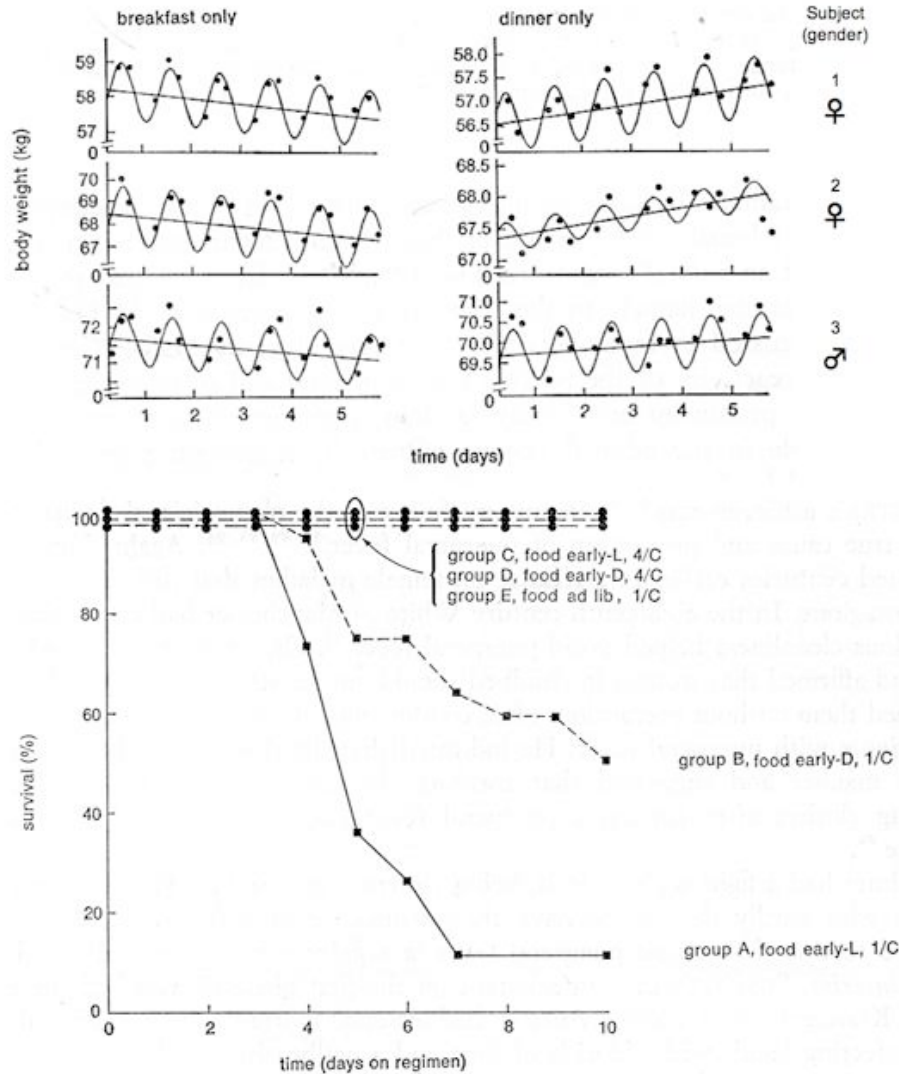 breakfast only
dinner only
Subject
(gender)
body weight (kg)
59
58
57
0
58.0
57.5
57.0
56.5
0
1
♀
70
69
68
67
0
68.5
68.0
67.5
67.0
0
2
♀
72
71
0
71.0
70.5
70.0
69.5
0
3
♂
1 2 3 4 5
1 2 3 4 5
time (days)
survival (%)
100
80
60
40
20
0
group C, food early-L, 4/C
group D, food early-D, 4/C
group E, food ad lib, 1/C
group B, food early-D, 1/C
group A, food early-L, 1/C
0 2 4 6 8 10
time (days on regimen)